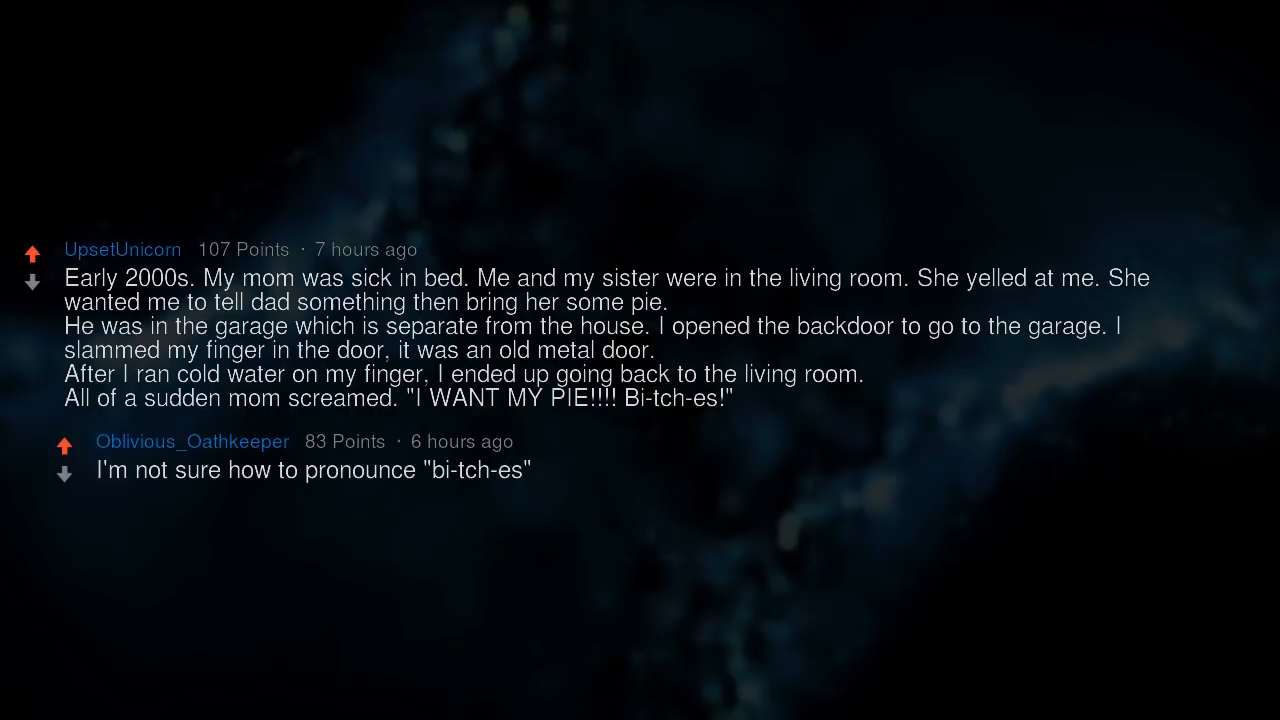 UpsetUnicorn 107 Points · 7 hours ago
Early 2000s. My mom was sick in bed. Me and my sister were in the living room. She yelled at me. She
wanted me to tell dad something then bring her some pie.
He was in the garage which is separate from the house. I opened the backdoor to go to the garage. I
slammed my finger in the door, it was an old metal door.
After I ran cold water on my finger, I ended up going back to the living room.
All of a sudden mom screamed. "I WANT MY PIE!!!! Bi-tch-es!"
Oblivious_Oathkeeper 83 Points · 6 hours ago
I'm not sure how to pronounce "bi-tch-es"